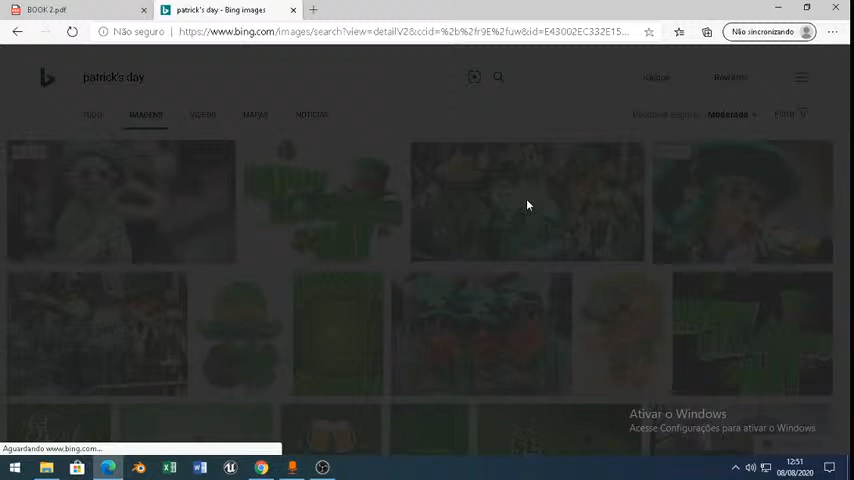 BOOK 2.pdf
patrick's day - Bing images
Não seguro
https://www.bing.com/images/search?view=detailV2&ccid=%2b%2fr9E%2fuw&id=E43002EC332E15...
Não sincronizando
patrick's day
TUDO
IMAGENS
VÍDEOS
MAPAS
NOTÍCIAS
Moderada
Filtro
Ativar o Windows
Acesse Configurações para ativar o Windows.
Aguardando www.bing.com...
12:51
08/08/2020